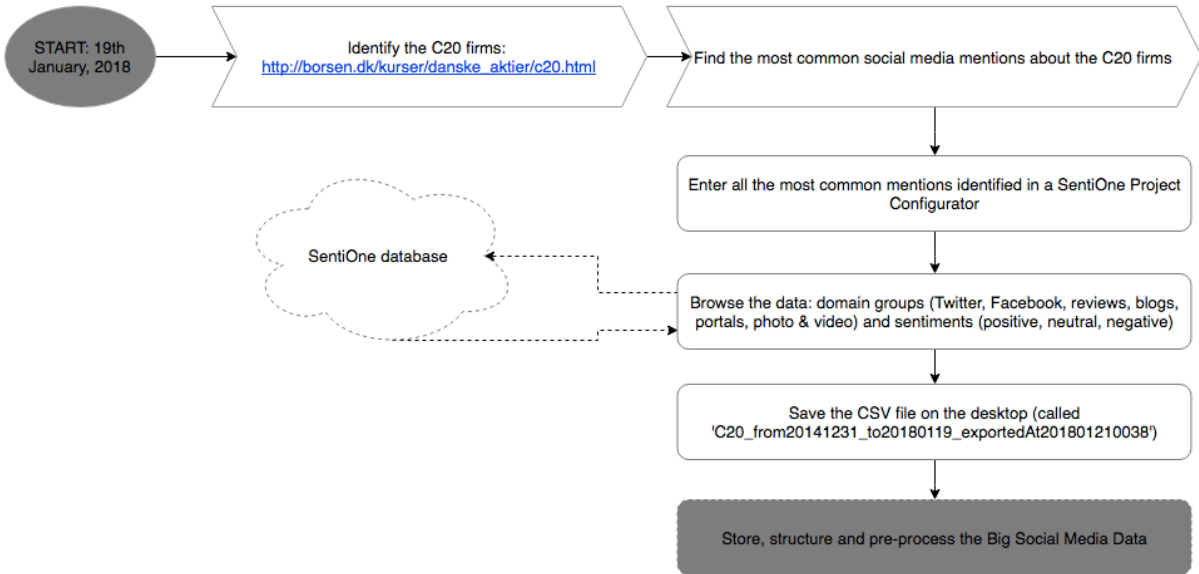 START: 19th
January, 2018
Identify the C20 firms:
http://borsen.dk/kurser/danske_aktier/c20.html
Find the most common social media mentions about the C20 firms
Enter all the most common mentions identified in a SentiOne Project
Configurator
SentiOne database
Browse the data: domain groups (Twitter, Facebook, reviews, blogs,
portals, photo & video) and sentiments (positive, neutral, negative)
Save the CSV file on the desktop (called
'C20_from20141231_to20180119_exportedAt201801210038')
Store, structure and pre-process the Big Social Media Data